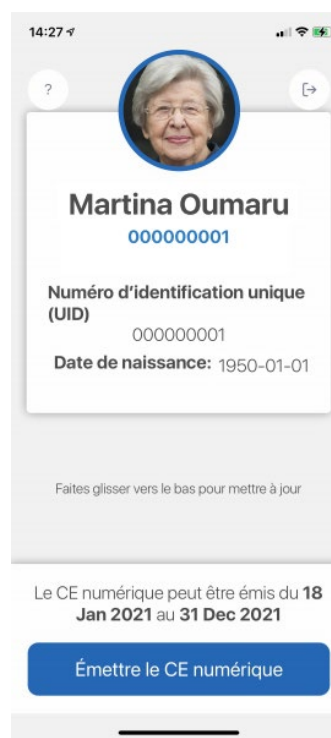 14:27
?
Martina Oumaru
000000001
Numéro d'identification unique
(UID)
000000001
Date de naissance: 1950-01-01
Faites glisser vers le bas pour mettre à jour
Le CE numérique peut être émis du 18
Jan 2021 au 31 Dec 2021
Émettre le CE numérique